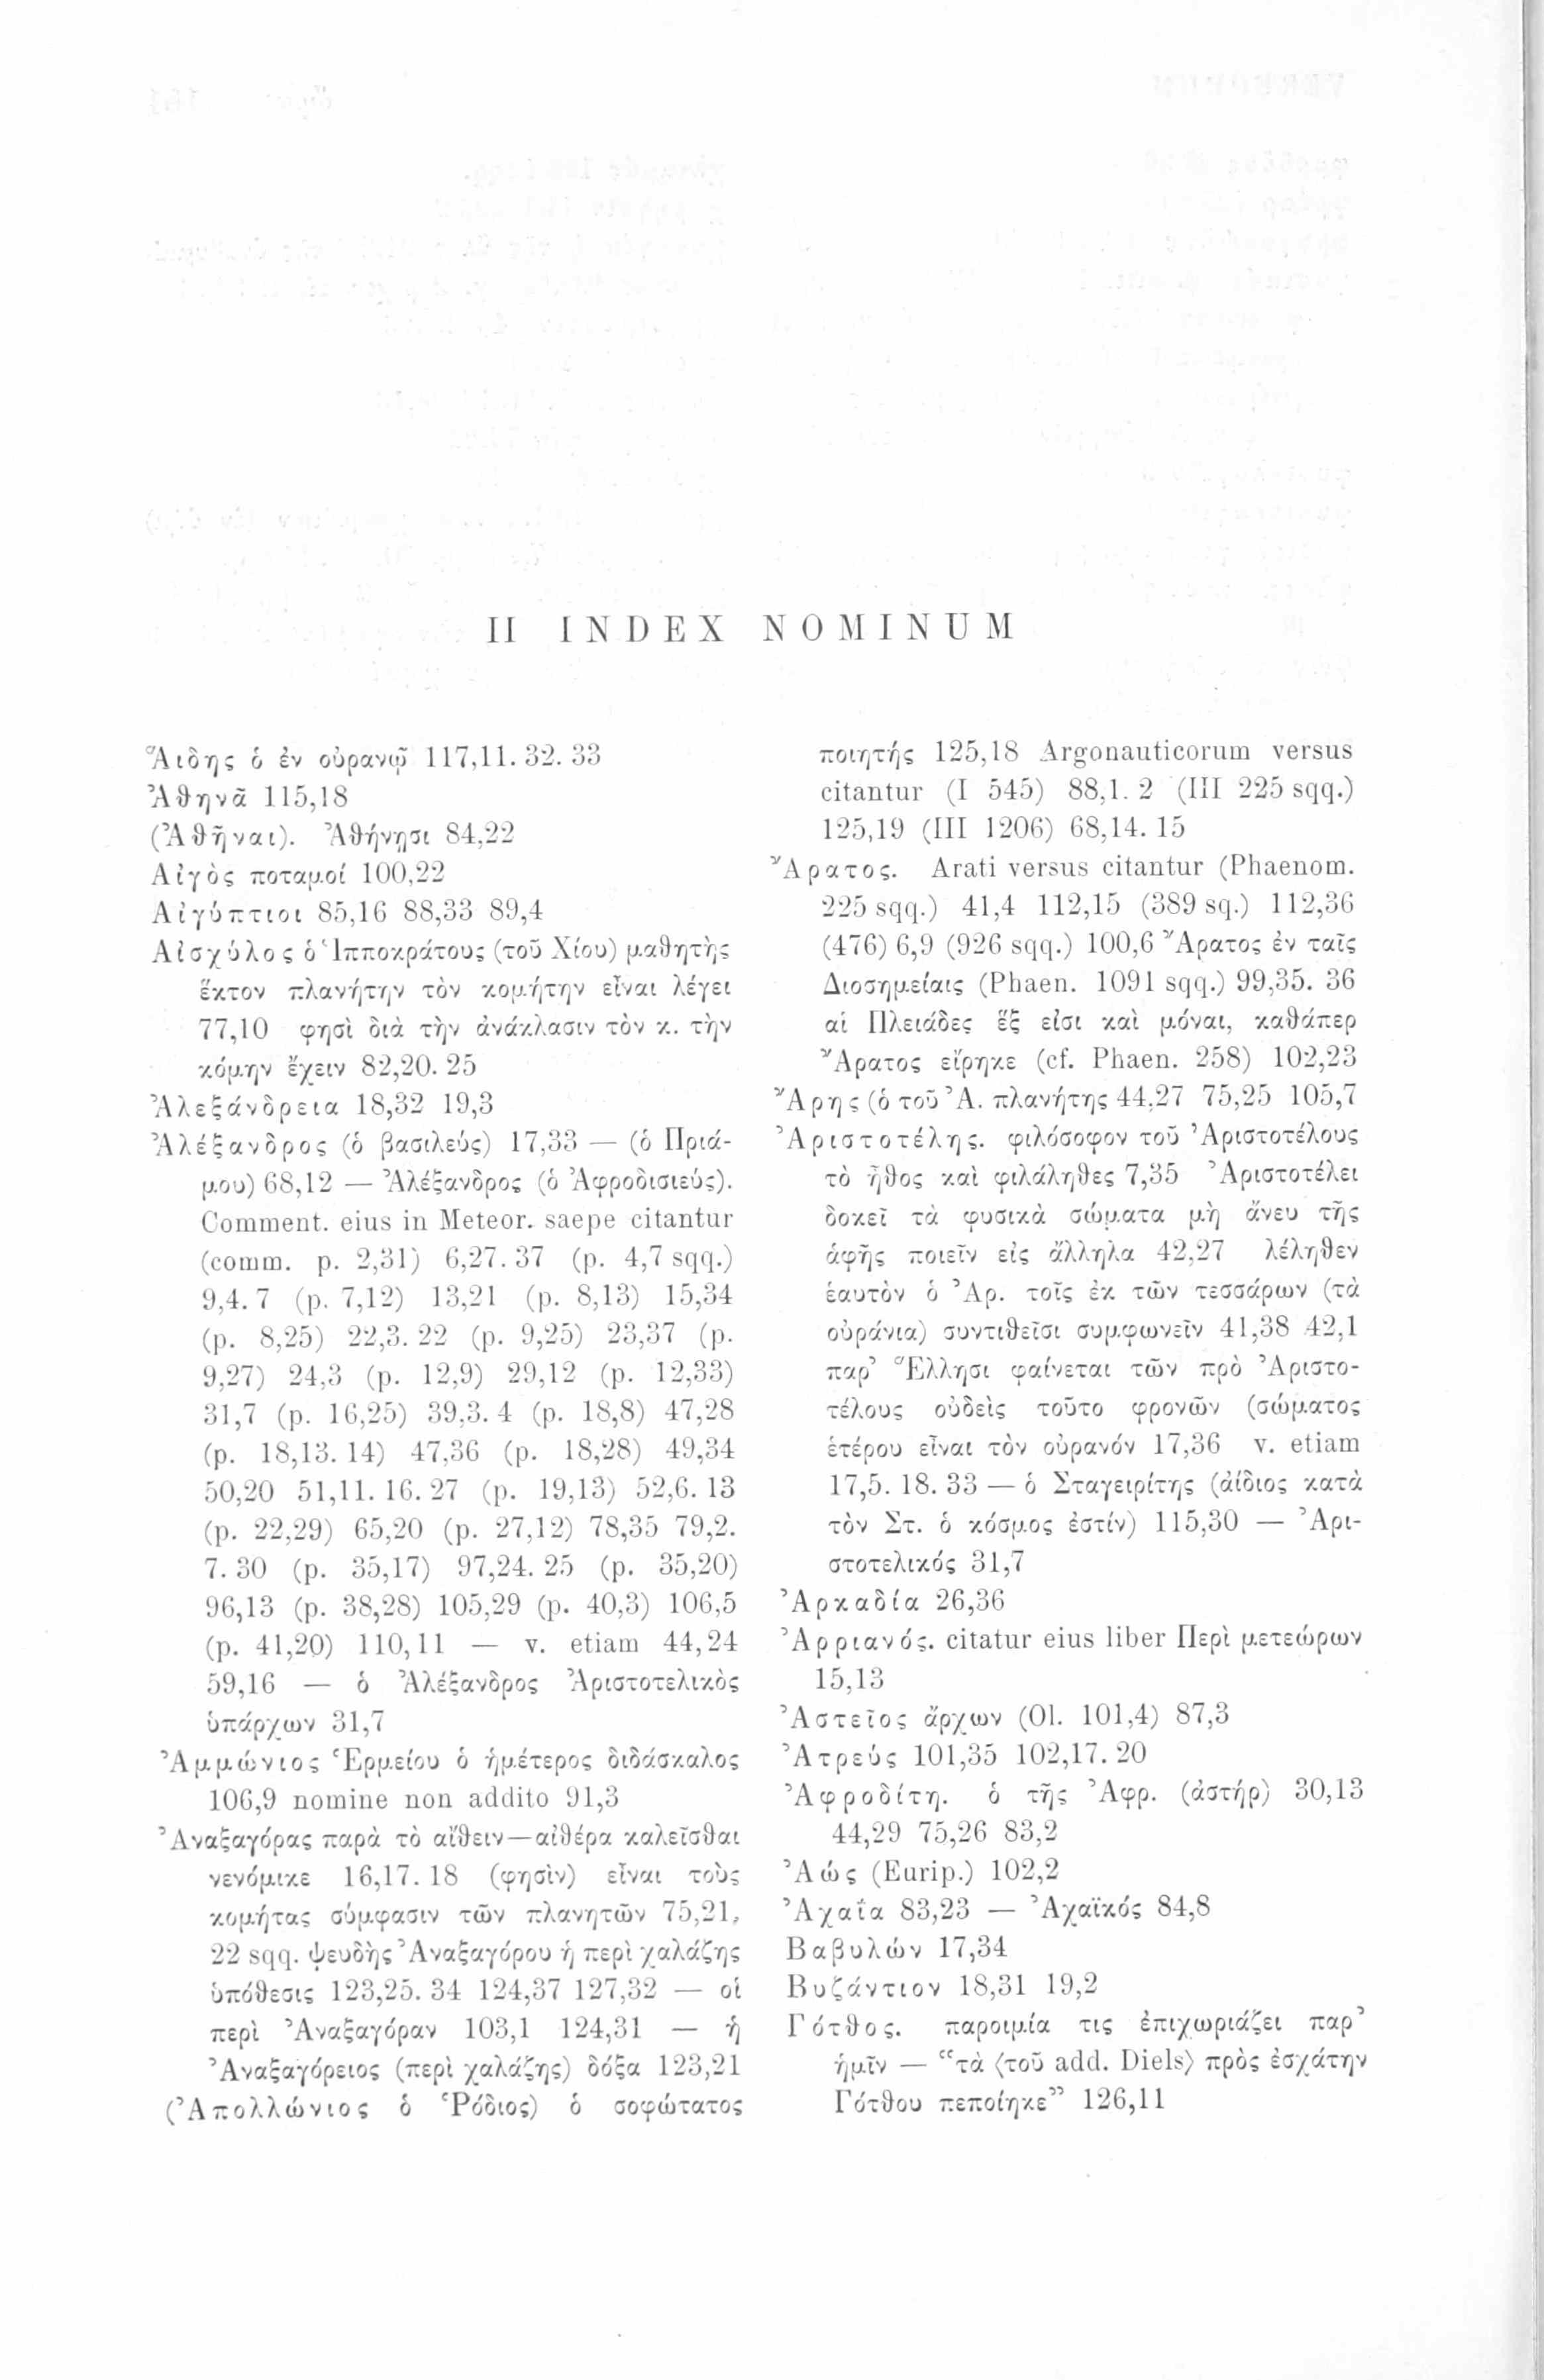 II INDEX NOMINUM
Ἅιδης ὁ ἐν οὐρανῷ 117,11. 32. 33
Ἀθηνᾶ 115,18
(Ἀθῆναι). Ἀθήνησι 84,22
Αἰγὸς ποταμοί 100,22
Αἰγύπτιοι 85,16 88,33 89,4
Αἰσχύλος ὁ Ἱπποκράτους (τοῦ Χίου) μαθητὴς
ἕκτον πλανήτην τὸν κομήτην εἶναι λέγει
77,10 φησὶ διὰ τὴν ἀνάκλασιν τὸν κ. τὴν
κόμην ἔχειν 82,20. 25
Ἀλεξάνδρεια 18,32 19,3
Ἀλέξανδρος (ὁ βασιλεύς) 17,33 — (ὁ Πριά-
μου) 68,12 — Ἀλέξανδρος (ὁ Ἀφροδισιεύς).
Comment. eius in Meteor. saepe citantur
(comm. p. 2,31) 6,27. 37 (p. 4,7 sqq.)
9,4. 7 (p. 7,12) 13,21 (p. 8,13) 15,34
(p. 8,25) 22,3. 22 (p. 9,25) 23,37 (p.
9,27) 24,3 (p. 12,9) 29,12 (p. 12,33)
31,7 (p. 16,25) 39,3. 4 (p. 18,8) 47,28
(p. 18,13. 14) 47,36 (p. 18,28) 49,34
50,20 51,11. 16. 27 (p. 19,13) 52,6. 13
(p. 22,29) 65,20 (p. 27,12) 78,35 79,2.
7. 30 (p. 35,17) 97,24. 25 (p. 35,20)
96,13 (p. 38,28) 105,29 (p. 40,3) 106,5
(p. 41,20) 110,11 — v. etiam 44,24
59,16 — ὁ Ἀλέξανδρος Ἀριστοτελικὸς
ὑπάρχων 31,7
Ἀμμώνιος Ἑρμείου ὁ ἡμέτερος διδάσκαλος
106,9 nomine non addito 91,3
Ἀναξαγόρας παρὰ τὸ αἴθειν—αἰθέρα καλεῖσθαι
νενόμικε 16,17. 18 (φησὶν) εἶναι τοὺς
κομήτας σύμφασιν τῶν πλανητῶν 75,21.
22 sqq. ψευδὴς Ἀναξαγόρου ἡ περὶ χαλάζης
ὑπόθεσις 123,25. 34 124,37 127,32 — οἱ
περὶ Ἀναξαγόραν 103,1 124,31 — ἡ
Ἀναξαγόρειος (περὶ χαλάζης) δόξα 123,21
(Ἀπολλώνιος ὁ Ῥόδιος) ὁ σοφώτατος
ποιητής 125,18 Argonauticorum versus
citantur (I 545) 88,1. 2 (III 225 sqq.)
125,19 (III 1206) 68,14. 15
Ἄρατος. Arati versus citantur (Phaenom.
225 sqq.) 41,4 112,15 (389 sq.) 112,36
(476) 6,9 (926 sqq.) 100,6 Ἄρατος ἐν ταῖς
Διοσημείαις (Phaen. 1091 sqq.) 99,35. 36
αἱ Πλειάδες ἕξ εἰσι καὶ μόναι, καθάπερ
Ἄρατος εἴρηκε (cf. Phaen. 258) 102,23
Ἄρης (ὁ τοῦ Ἀ. πλανήτης 44,27 75,25 105,7
Ἀριστοτέλης. φιλόσοφον τοῦ Ἀριστοτέλους
τὸ ἦθος καὶ φιλάληθες 7,35 Ἀριστοτέλει
δοκεῖ τὰ φυσικὰ σώματα μὴ ἄνευ τῆς
ἁφῆς ποιεῖν εἰς ἄλληλα 42,27 λέληθεν
ἑαυτὸν ὁ Ἀρ. τοῖς ἐκ τῶν τεσσάρων (τὰ
οὐράνια) συντιθεῖσι συμφωνεῖν 41,38 42,1
παρ’ Ἕλλησι φαίνεται τῶν πρὸ Ἀριστο-
τέλους οὐδεὶς τοῦτο φρονῶν (σώματος
ἑτέρου εἶναι τὸν οὐρανόν 17,36 v. etiam
17,5. 18. 33 — ὁ Σταγειρίτης (ἀίδιος κατὰ
τὸν Στ. ὁ κόσμος ἐστίν) 115,30 — Ἀρι-
στοτελικός 31,7
Ἀρκαδία 26,36
Ἀρριανός. citatur eius liber Περὶ μετεώρων
15,13
Ἀστεῖος ἄρχων (Ol. 101,4) 87,3
Ἀτρεύς 101,35 102,17. 20
Ἀφροδίτη. ὁ τῆς Ἀφρ. (ἀστήρ) 30,13
44,29 75,26 83,2
Ἀώς (Eurip.) 102,2
Ἀχαΐα 83,23 — Ἀχαϊκός 84,8
Βαβυλών 17,34
Βυζάντιον 18,31 19,2
Γότθος. παροιμία τις ἐπιχωριάζει παρ’
ἡμῖν — “τὰ ⟨τοῦ add. Diels⟩ πρὸς ἐσχάτην
Γότθου πεποίηκε” 126,11